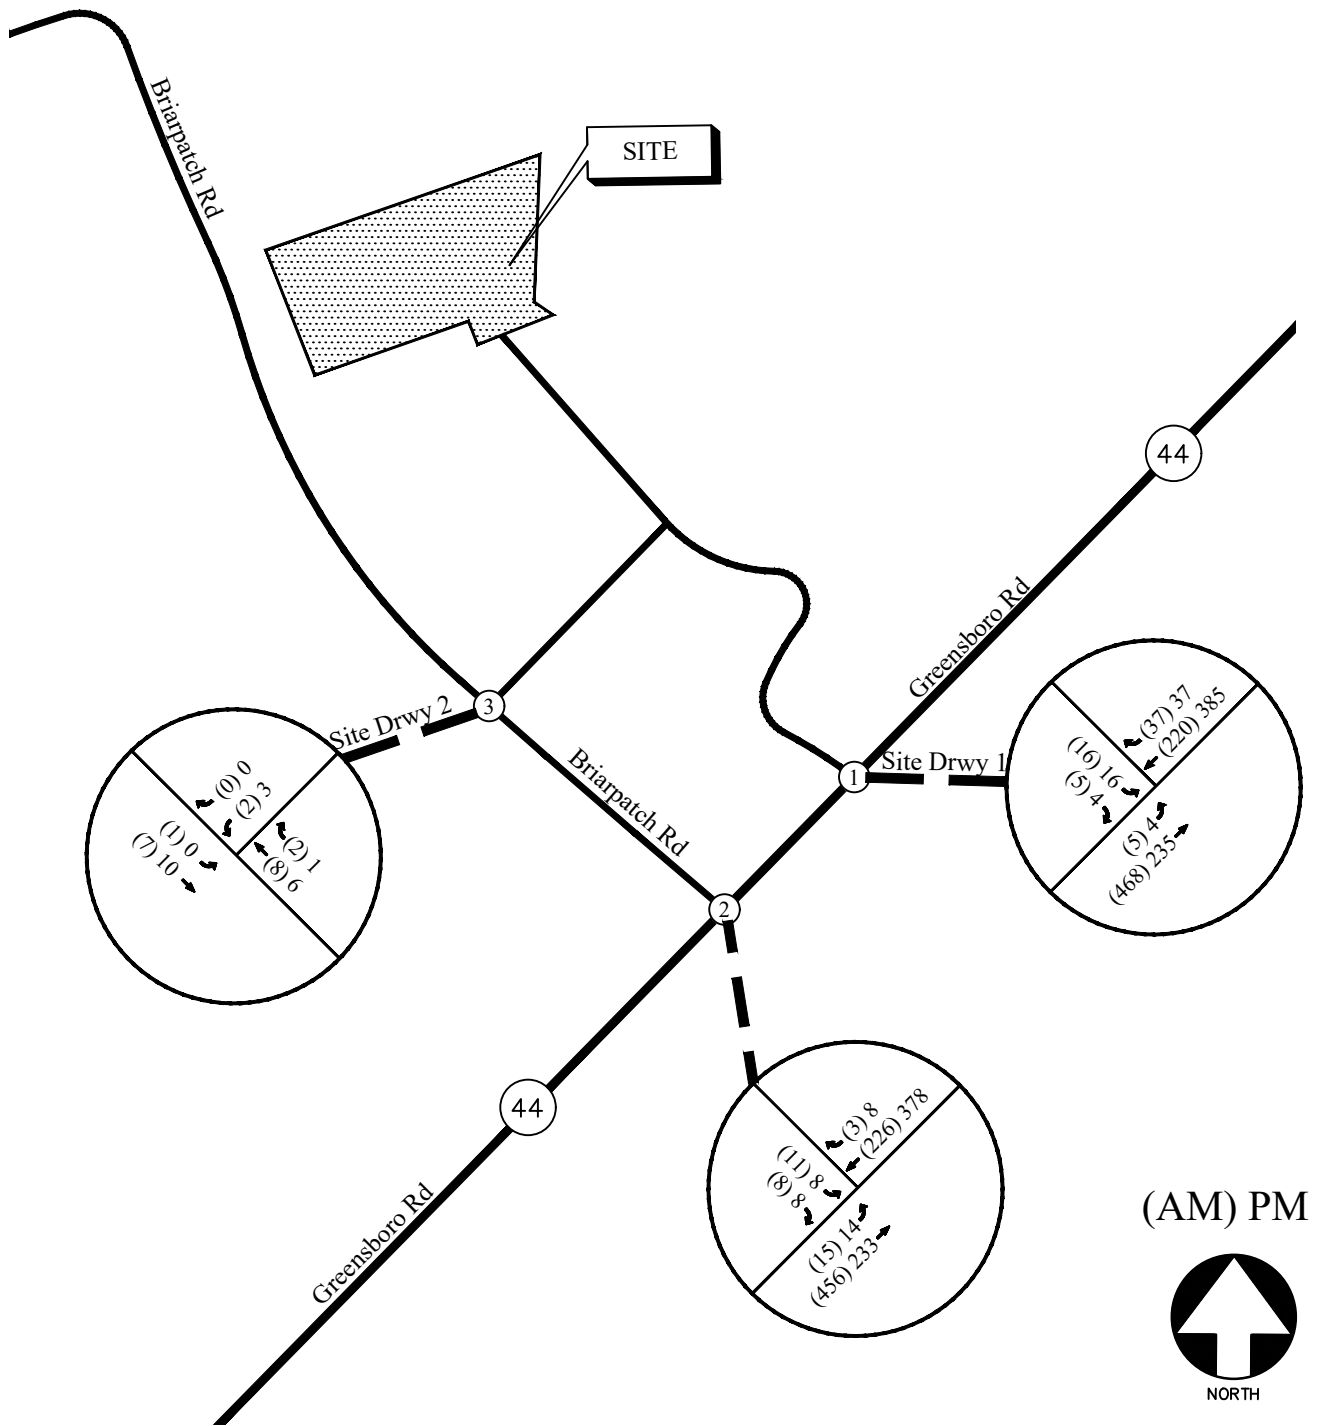 Briarpatch Rd
SITE
44
Greensboro Rd
(37) 37
(220) 385
(16) 16
(5) 4
(5) 4
(468) 235
Site Drwy 1
1
Site Drwy 2
3
Briarpatch Rd
(0) 0
(2) 3
(1) 0
(7) 10
(2) 1
(8) 6
2
44
Greensboro Rd
(3) 8
(226) 378
(11) 8
(8) 8
(15) 14
(456) 233
(AM) PM
NORTH